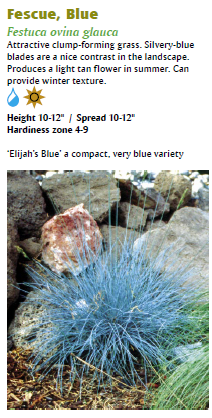 Fescue, Blue
Festuca ovina glauca
Attractive clump-forming grass. Silvery-blue
blades are a nice contrast in the landscape.
Produces a light tan flower in summer. Can
provide winter texture.
Height 10-12" / Spread 10-12"
Hardiness zone 4-9
'Elijah's Blue' a compact, very blue variety